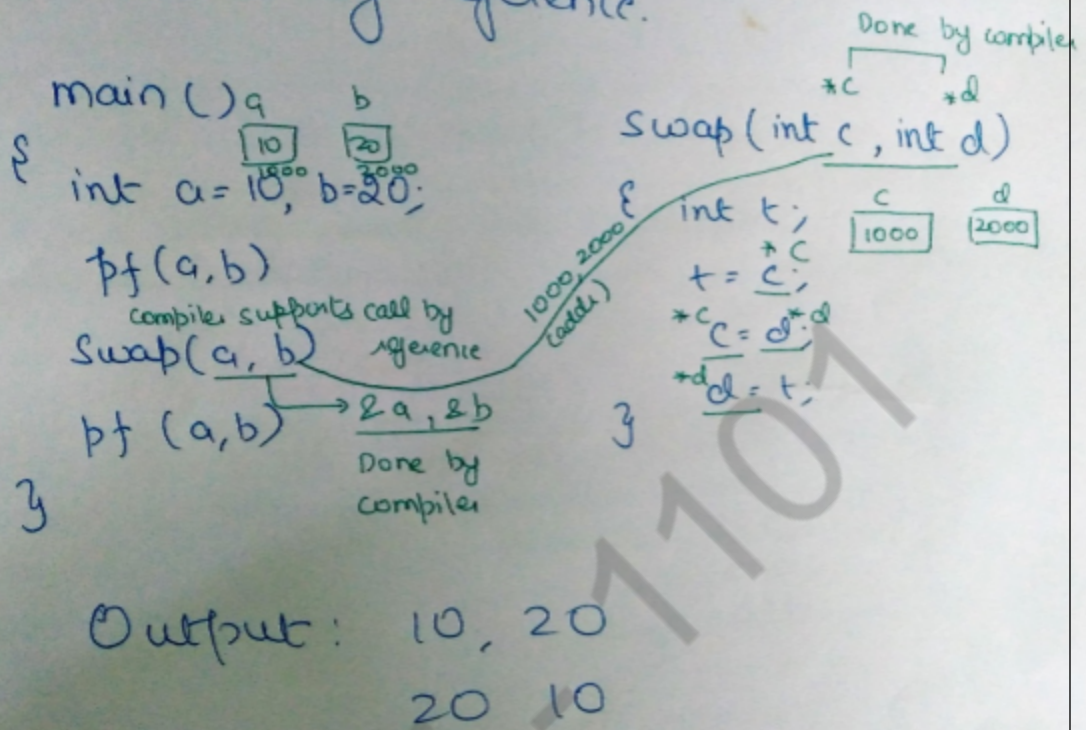 ference.
main()
a b
10 20
1000 2000
{
int a=10, b=20;
pf(a,b)
compiler supports call by
reference
swap(a, b)
&a, &b
Done by
compiler
pf (a,b)
}
1000, 2000
(addr)
Done by compiler
*c *d
swap(int c, int d)
{
int t;
c d
1000 2000
*c
t = c;
*c *d
c = d;
*d
d = t;
}
Output: 10, 20
20 10
1101